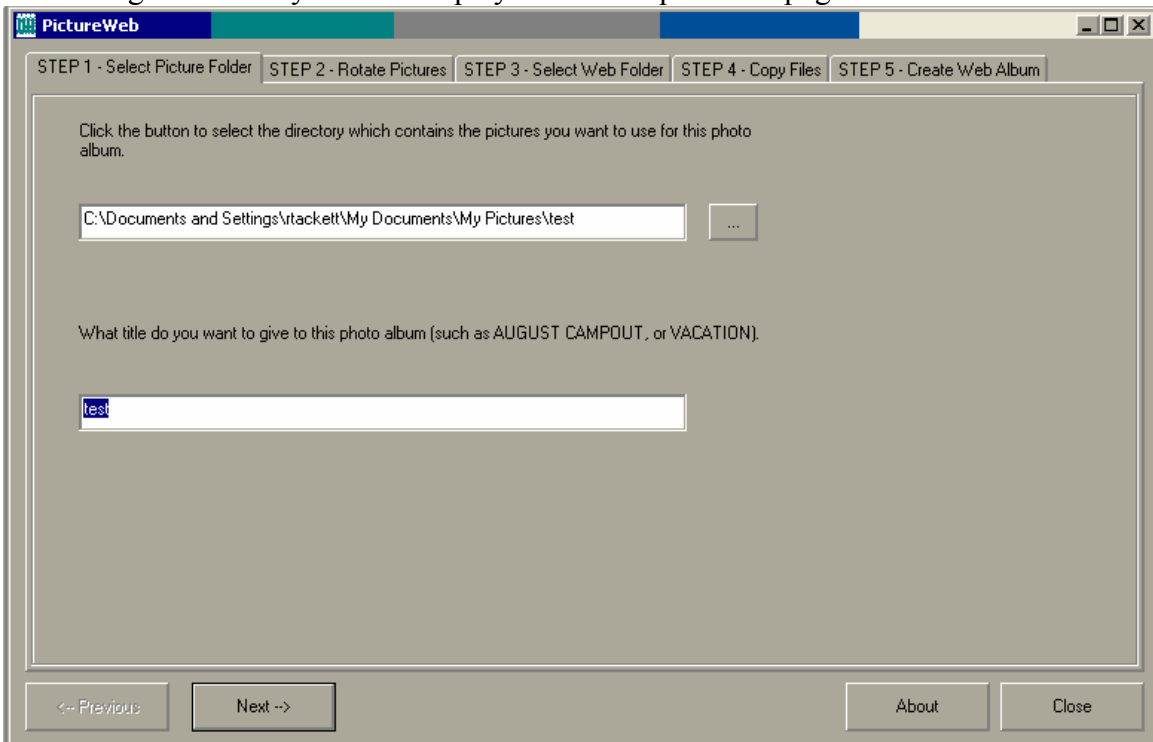 PictureWeb
STEP 1 - Select Picture Folder STEP 2 - Rotate Pictures STEP 3 - Select Web Folder STEP 4 - Copy Files STEP 5 - Create Web Album
Click the button to select the directory which contains the pictures you want to use for this photo
album.
C:\Documents and Settings\rtackett\My Documents\My Pictures\test ...
What title do you want to give to this photo album (such as AUGUST CAMPOUT, or VACATION).
test
<-- Previous Next --> About Close